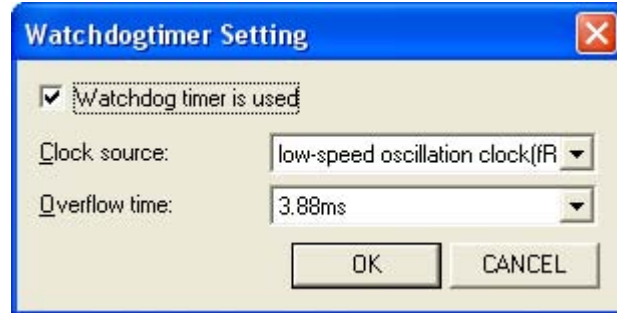 Watchdogtimer Setting
Watchdog timer is used
Clock source: low-speed oscillation clock(fR
Overflow time: 3.88ms
OK CANCEL